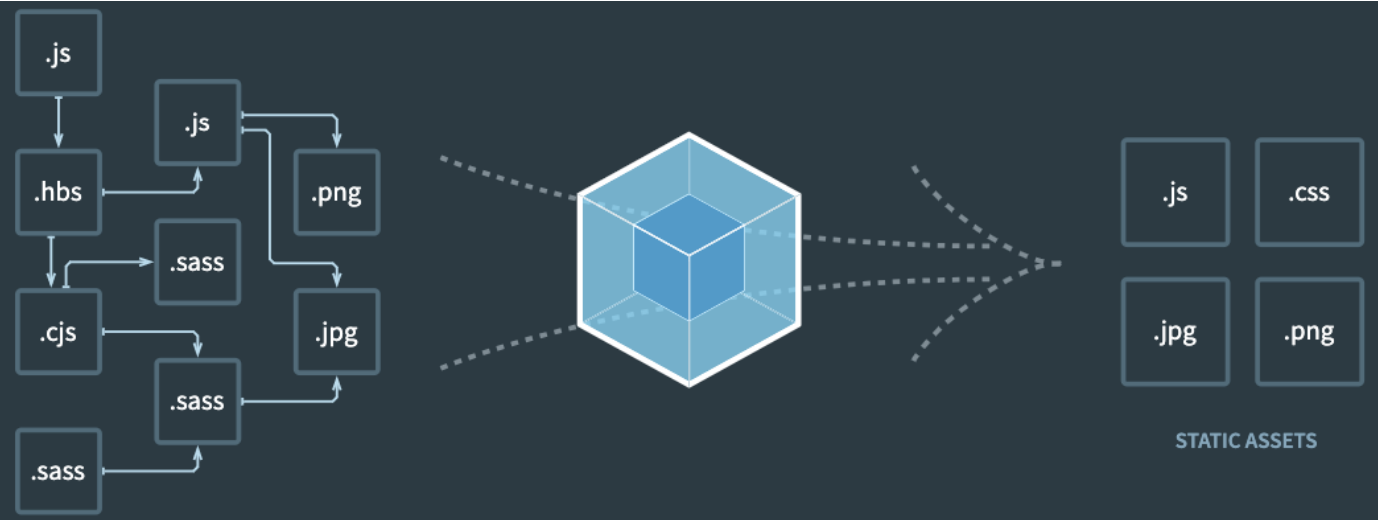 .js
.js
.hbs
.png
.sass
.cjs
.jpg
.sass
.sass
.js
.css
.jpg
.png
STATIC ASSETS